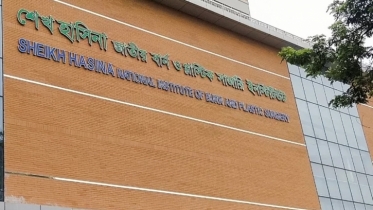 শেখ হাসিনা জাতীয় বার্ন ও প্লাস্টিক সার্জারি ইনস্টিটিউট
SHEIKH HASINA NATIONAL INSTITUTE OF BURN AND PLASTIC SURGERY